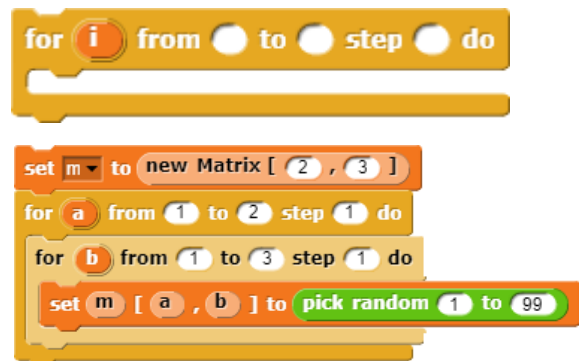 for i from to step do
set m to new Matrix [ 2 , 3 ]
for a from 1 to 2 step 1 do
for b from 1 to 3 step 1 do
set m [ a , b ] to pick random 1 to 99